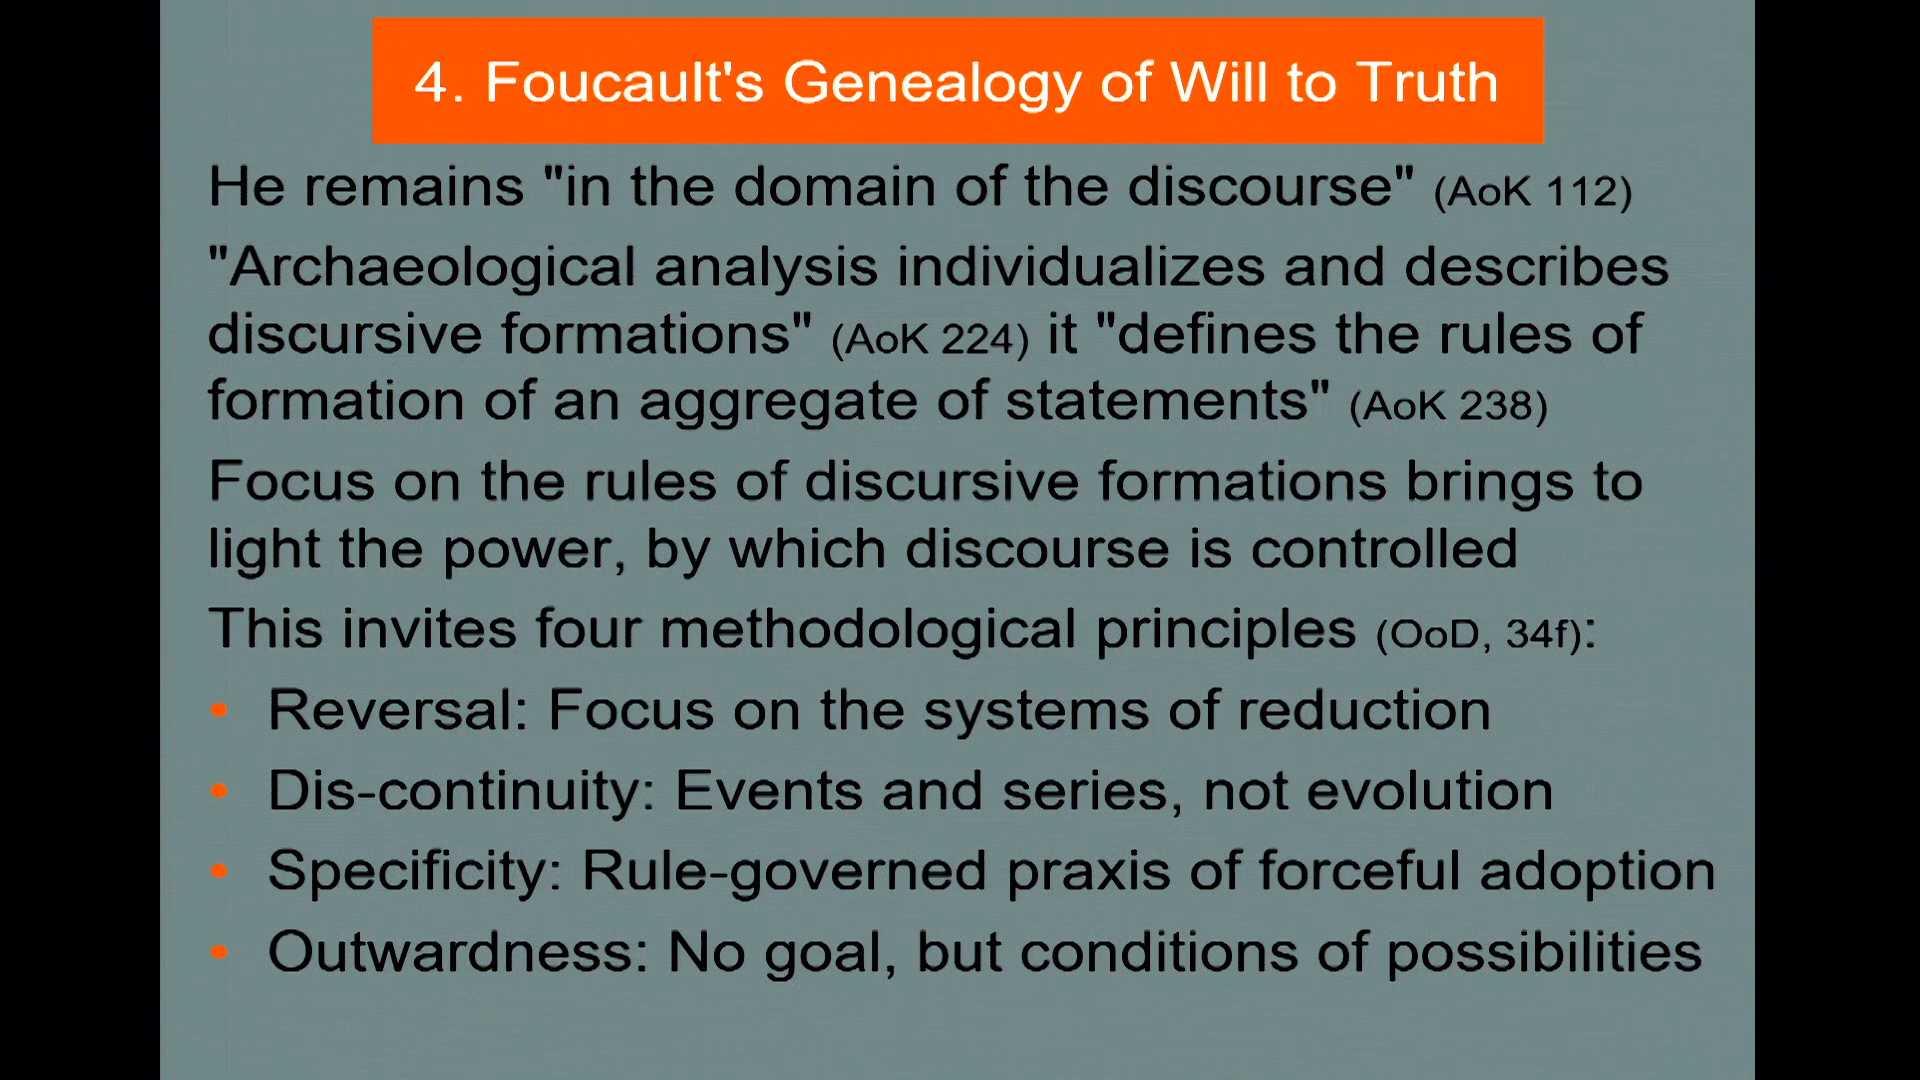 4. Foucault's Genealogy of Will to Truth
He remains "in the domain of the discourse" (AoK 112)
"Archaeological analysis individualizes and describes
discursive formations" (AoK 224) it "defines the rules of
formation of an aggregate of statements" (AoK 238)
Focus on the rules of discursive formations brings to
light the power, by which discourse is controlled
This invites four methodological principles (OoD, 34f):
• Reversal: Focus on the systems of reduction
• Dis-continuity: Events and series, not evolution
• Specificity: Rule-governed praxis of forceful adoption
• Outwardness: No goal, but conditions of possibilities